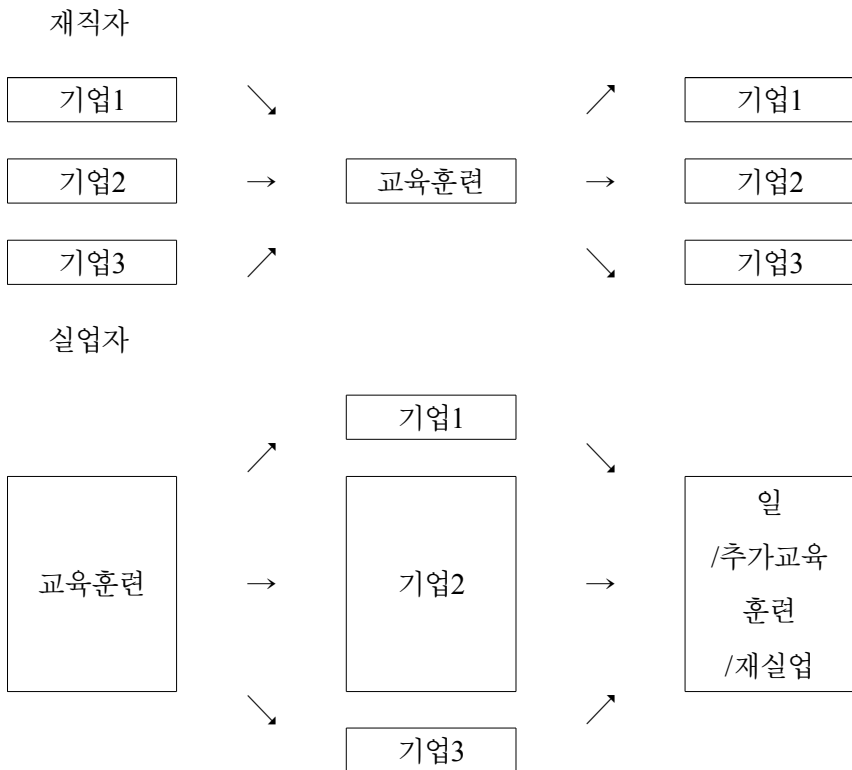 재직자
기업1 ↘ ↗ 기업1
기업2 → 교육훈련 → 기업2
기업3 ↗ ↘ 기업3
실업자
기업1
↗ ↘
교육훈련 → 기업2 → 일
/추가교육
훈련
/재실업
↘ ↗
기업3